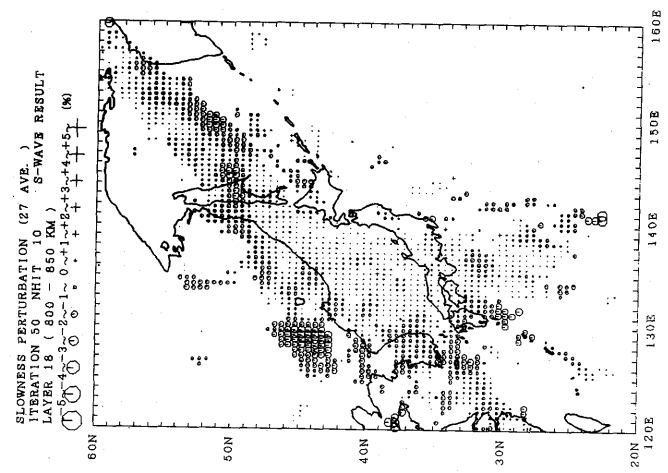 SLOWNESS PERTURBATION (27 AVE. )
ITERATION 50 NHIT 10
LAYER 18 ( 800 - 850 KM ) S-WAVE RESULT
-5~-4~-3~-2~-1~ 0~+1~+2~+3~+4~+5~ (%)
60N
50N
40N
30N
20N
120E
130E
140E
150E
160E